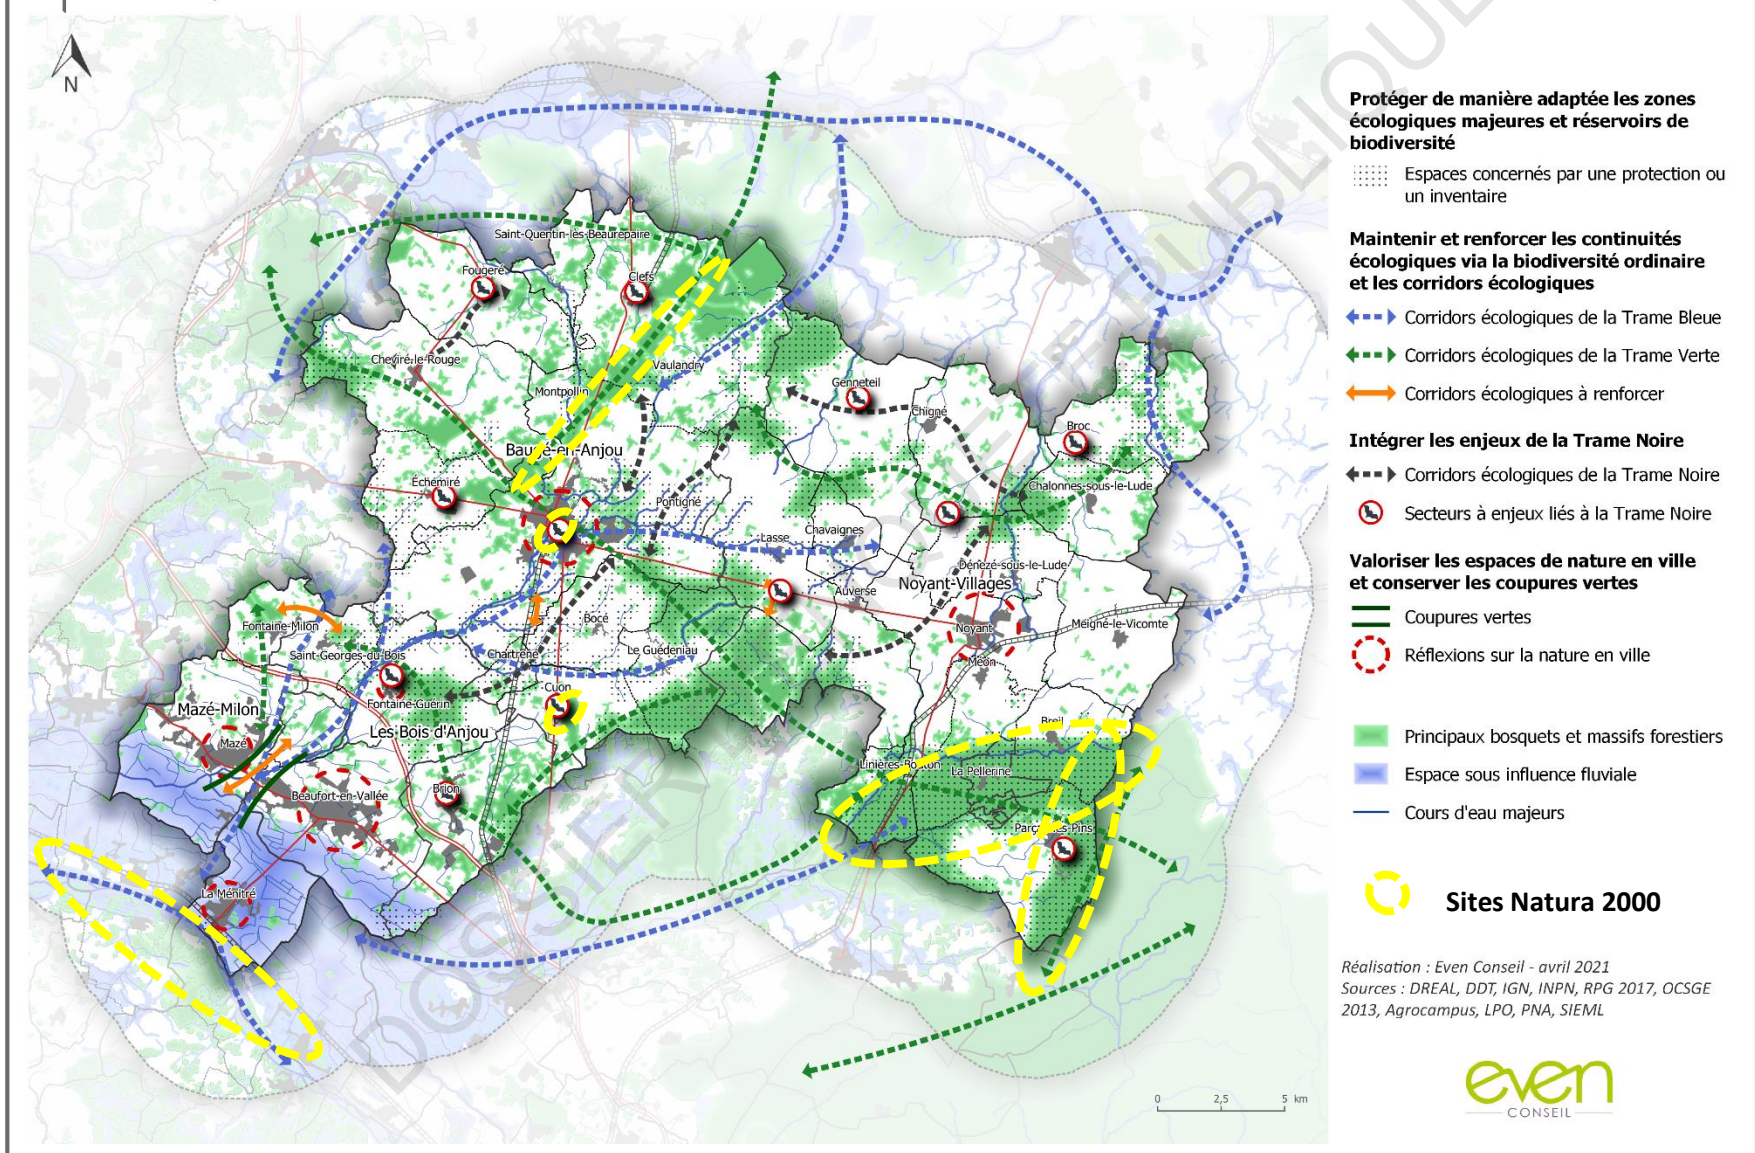 N
Saint-Quentin-lès-Beaurepaire
Fougeré
Clefs
Cheviré-le-Rouge
Vaulandry
Montpollin
Genneteil
Chigné
Broc
Baugé-en-Anjou
Échemiré
Chalonnes-sous-le-Lude
Pontigné
Lasse
Chavaignes
Dénezé-sous-le-Lude
Noyant-Villages
Auverse
Bocé
Fontaine-Milon
Noyant
Meigné-le-Vicomte
Saint-Georges-du-Bois
Chartrené
Le Guédeniau
Méon
Cuon
Fontaine-Guérin
Mazé-Milon
Les Bois d'Anjou
Mazé
Breil
Linières-Bouton
La Pellerine
Brion
Beaufort-en-Vallée
Parçay-les-Pins
La Ménitré
0 2,5 5 km
DOSSIER
PUBLIQUE
Protéger de manière adaptée les zones
écologiques majeures et réservoirs de
biodiversité
Espaces concernés par une protection ou
un inventaire
Maintenir et renforcer les continuités
écologiques via la biodiversité ordinaire
et les corridors écologiques
Corridors écologiques de la Trame Bleue
Corridors écologiques de la Trame Verte
Corridors écologiques à renforcer
Intégrer les enjeux de la Trame Noire
Corridors écologiques de la Trame Noire
Secteurs à enjeux liés à la Trame Noire
Valoriser les espaces de nature en ville
et conserver les coupures vertes
Coupures vertes
Réflexions sur la nature en ville
Principaux bosquets et massifs forestiers
Espace sous influence fluviale
Cours d'eau majeurs
Sites Natura 2000
Réalisation : Even Conseil - avril 2021
Sources : DREAL, DDT, IGN, INPN, RPG 2017, OCSGE
2013, Agrocampus, LPO, PNA, SIEML
even
CONSEIL